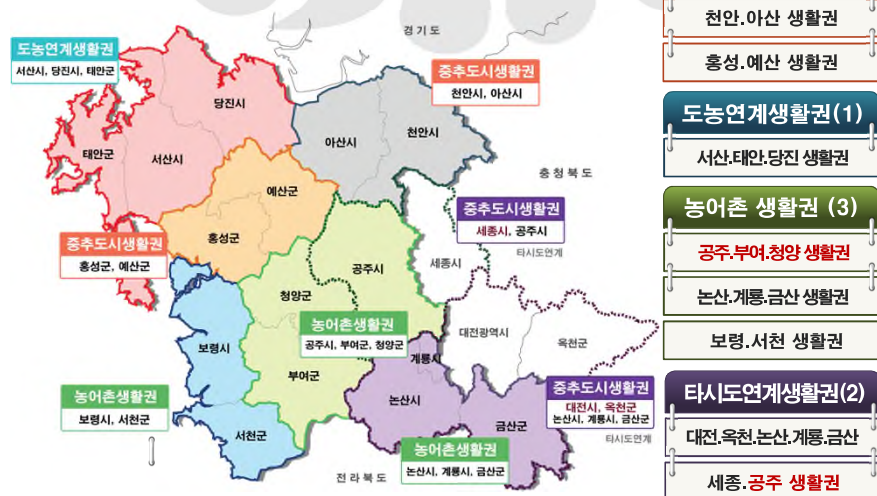 경기도
도농연계생활권
서산시, 당진시, 태안군
중추도시생활권
천안시, 아산시
당진시
아산시
천안시
태안군
서산시
충청북도
예산군
중추도시생활권
세종시, 공주시
타시도연계
홍성군
중추도시생활권
홍성군, 예산군
공주시
세종시
청양군
농어촌생활권
공주시, 부여군, 청양군
대전광역시
옥천군
보령시
계룡시
부여군
농어촌생활권
보령시, 서천군
논산시
중추도시생활권
대전시, 옥천군
논산시, 계룡시, 금산군
타시도연계
서천군
금산군
농어촌생활권
논산시, 계룡시, 금산군
전라북도
천안.아산 생활권
홍성.예산 생활권
도농연계생활권(1)
서산.태안.당진 생활권
농어촌 생활권 (3)
공주.부여.청양 생활권
논산.계룡.금산 생활권
보령.서천 생활권
타시도연계생활권(2)
대전.옥천.논산.계룡.금산
세종.공주 생활권